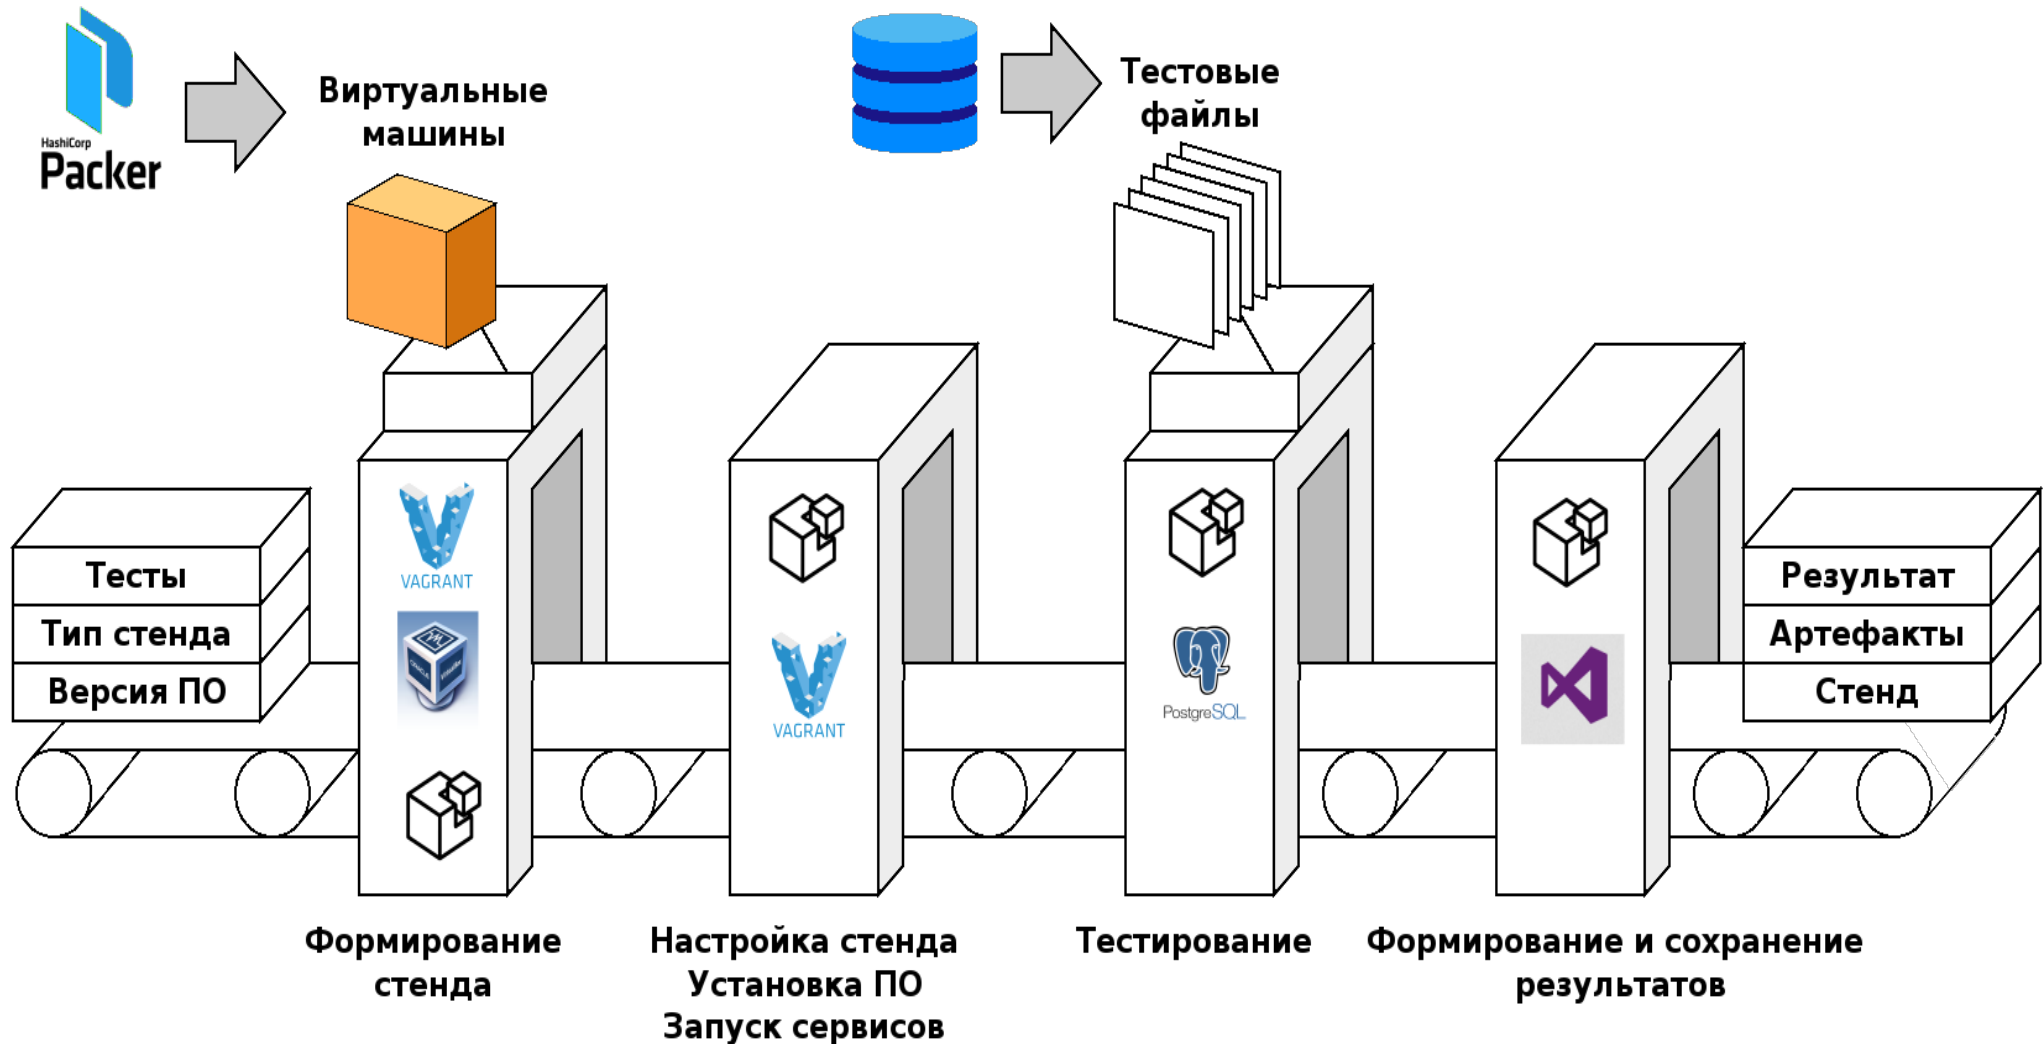 HashiCorp
Packer
Виртуальные
машины
Тестовые
файлы
Тесты
Тип стенда
Версия ПО
VAGRANT
VAGRANT
PostgreSQL
Результат
Артефакты
Стенд
Формирование
стенда
Настройка стенда
Установка ПО
Запуск сервисов
Тестирование
Формирование и сохранение
результатов